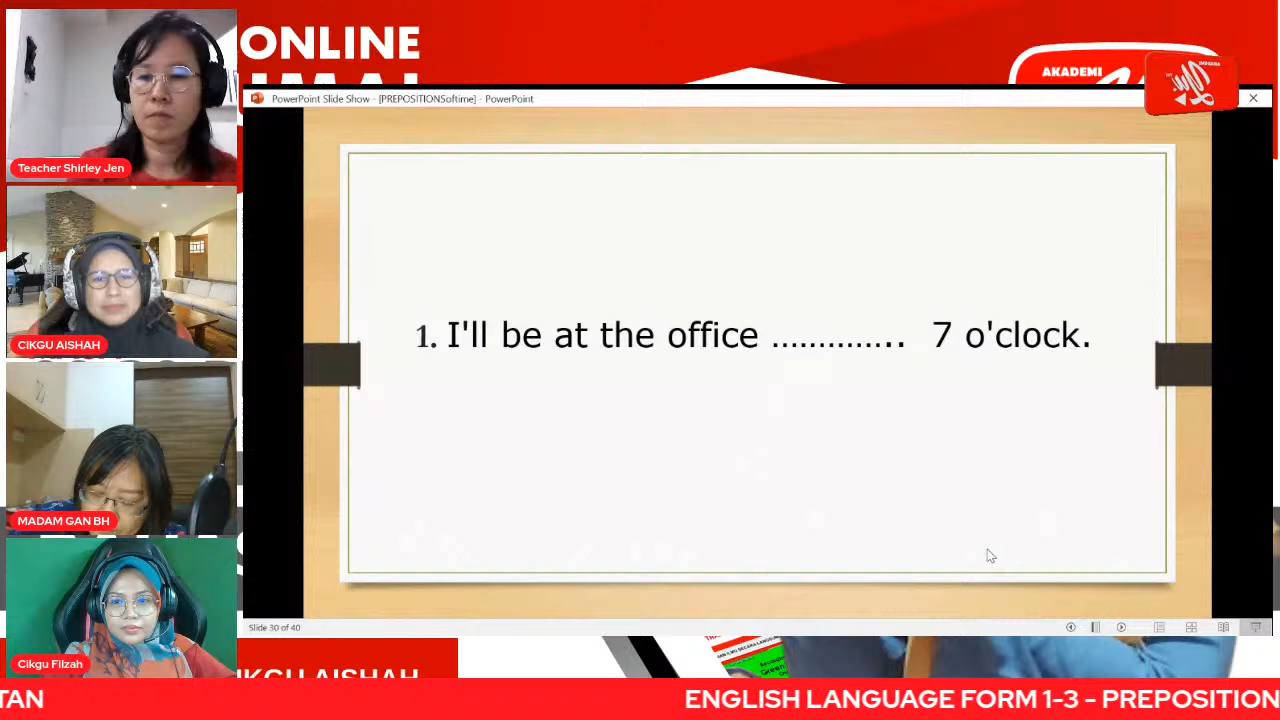 ONLINE
AKADEMI
PowerPoint Slide Show - [PREPOSITIONSoftime] - PowerPoint
Teacher Shirley Jen
CIKGU AISHAH
1. I'll be at the office ………….. 7 o'clock.
MADAM GAN BH
Cikgu Filzah
Slide 30 of 40
TAN
ENGLISH LANGUAGE FORM 1-3 - PREPOSITION